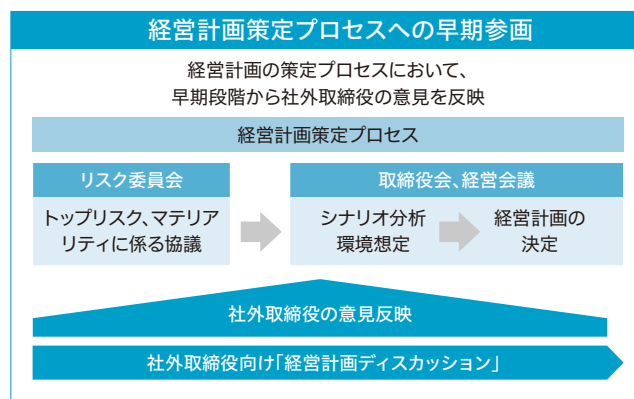 経営計画策定プロセスへの早期参画
経営計画の策定プロセスにおいて、
早期段階から社外取締役の意見を反映
経営計画策定プロセス
リスク委員会
トップリスク、マテリア
リティに係る協議
取締役会、経営会議
シナリオ分析
環境想定
経営計画の
決定
社外取締役の意見反映
社外取締役向け「経営計画ディスカッション」